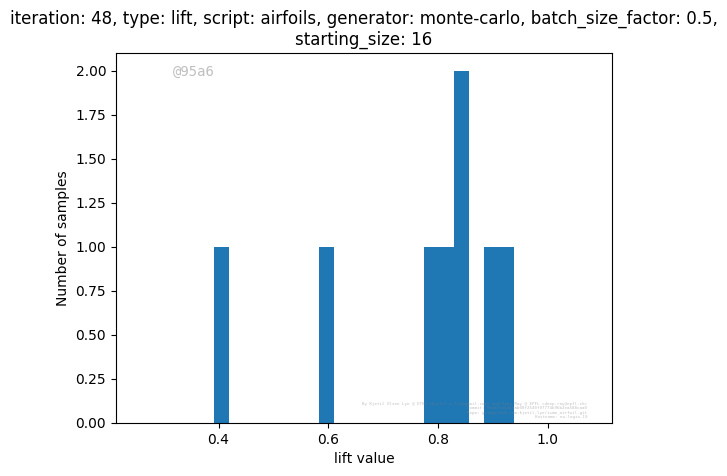 iteration: 48, type: lift, script: airfoils, generator: monte-carlo, batch_size_factor: 0.5,
starting_size: 16
@95a6
2.00
1.75
1.50
1.25
1.00
0.75
0.50
0.25
0.00
Number of samples
0.4 0.6 0.8 1.0
lift value